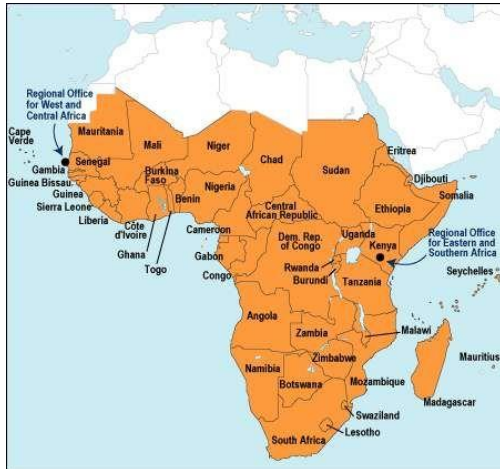 Regional Office
for West and
Central Africa
Cape
Verde
Mauritania
Mali
Niger
Chad
Sudan
Eritrea
Senegal
Gambia
Guinea Bissau
Guinea
Sierra Leone
Liberia
Côte
d'Ivoire
Ghana
Togo
Burkina
Faso
Benin
Nigeria
Cameroon
Central
African Republic
Djibouti
Somalia
Ethiopia
Uganda
Kenya
Regional Office
for Eastern and
Southern Africa
Dem. Rep.
of Congo
Gabon
Congo
Rwanda
Burundi
Tanzania
Seychelles
Angola
Zambia
Malawi
Zimbabwe
Mozambique
Mauritius
Madagascar
Namibia
Botswana
Swaziland
Lesotho
South Africa